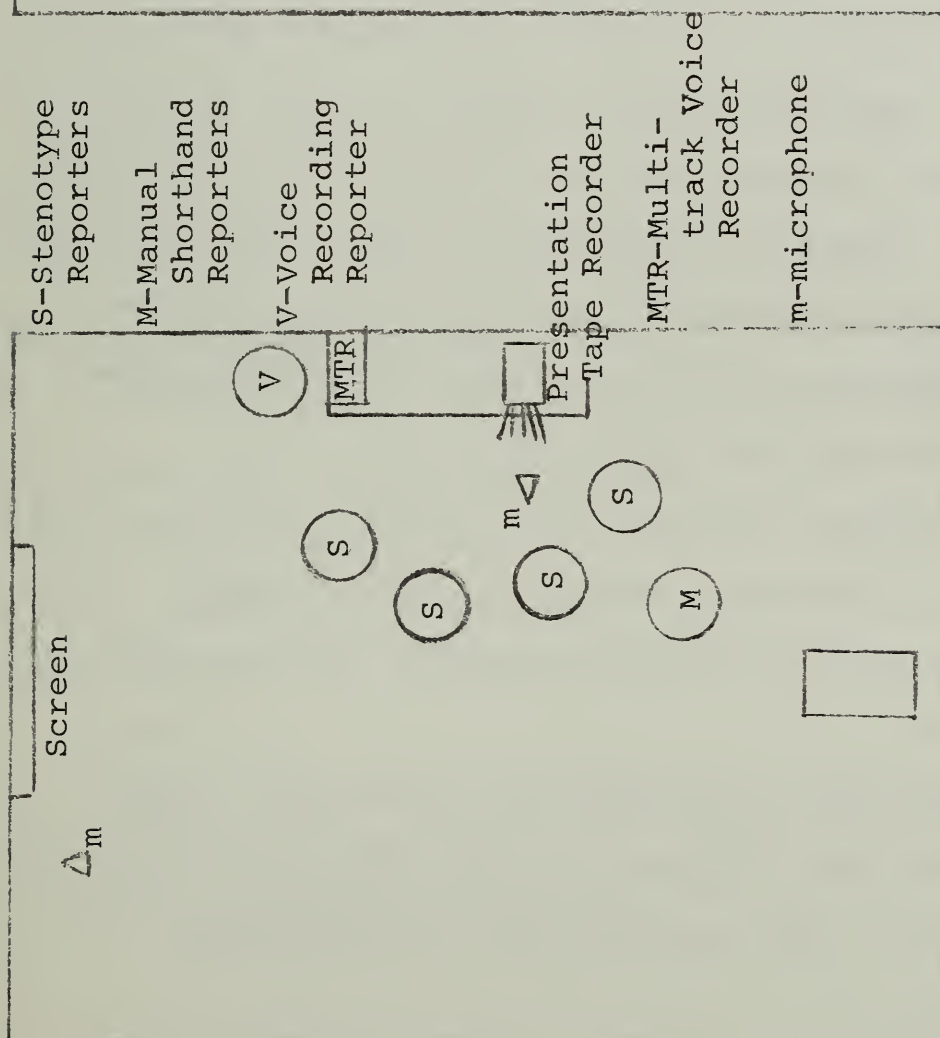 S-Stenotype
Reporters
M-Manual
Shorthand
Reporters
V-Voice
Recording
Reporter
Presentation
Tape Recorder
MTR-Multi-
track Voice
Recorder
m-microphone
V
MTR
m
S
S
S
S
M
Screen
m